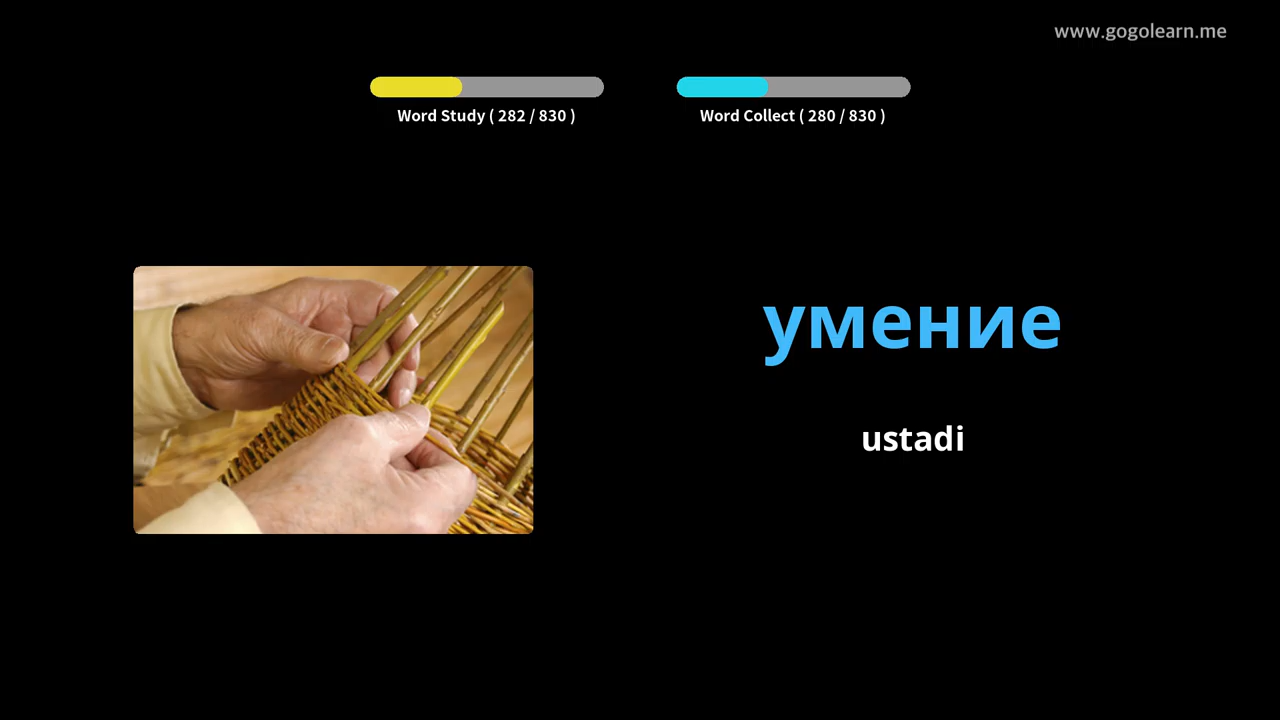 www.gogolearn.me
Word Study ( 282 / 830 )
Word Collect ( 280 / 830 )
умение
ustadi